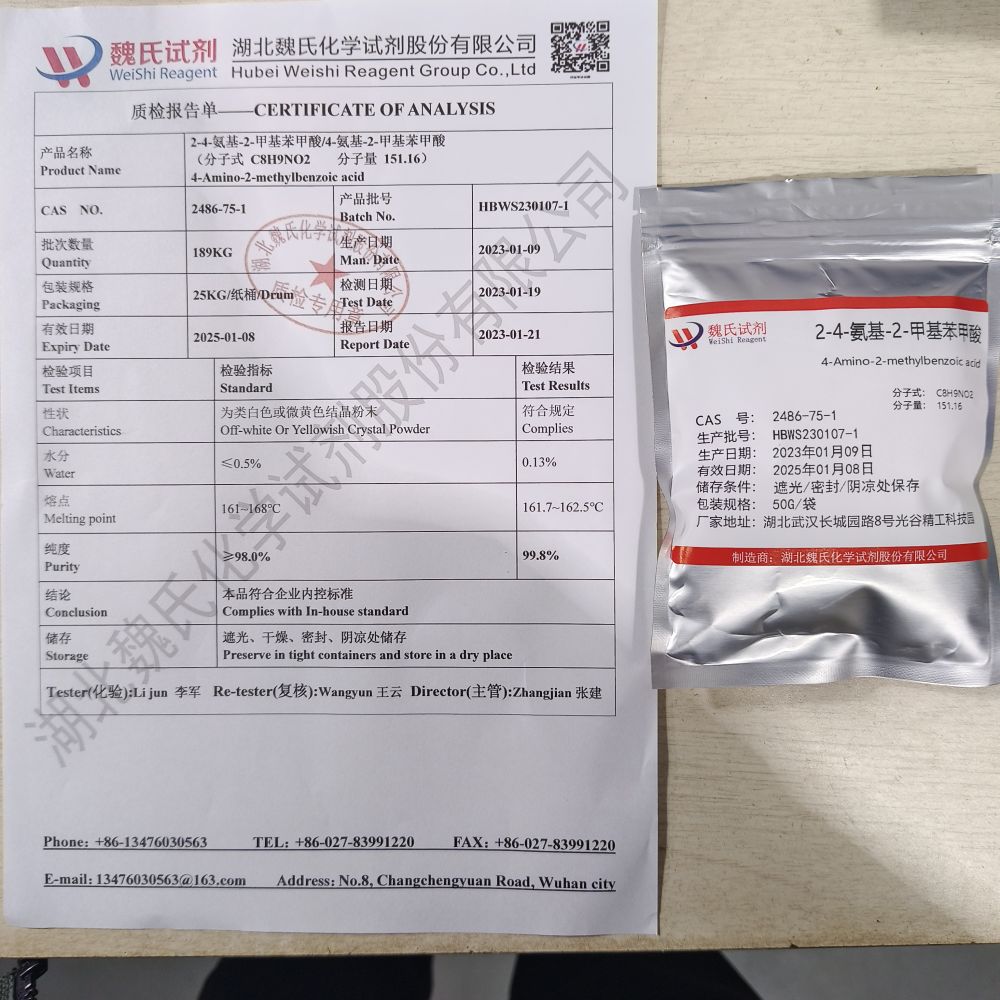 魏氏试剂
WeiShi Reagent
湖北魏氏化学试剂股份有限公司
Hubei Weishi Reagent Group Co.,Ltd
质检报告单——CERTIFICATE OF ANALYSIS
产品名称
Product Name
2-4-氨基-2-甲基苯甲酸/4-氨基-2-甲基苯甲酸
（分子式 C8H9NO2 分子量 151.16）
4-Amino-2-methylbenzoic acid
CAS NO.
2486-75-1
产品批号
Batch No.
HBWS230107-1
批次数量
Quantity
189KG
生产日期
Man. Date
2023-01-09
包装规格
Packaging
25KG/纸桶/Drum
检测日期
Test Date
2023-01-19
有效日期
Expiry Date
2025-01-08
报告日期
Report Date
2023-01-21
检验项目
Test Items
检验指标
Standard
检验结果
Test Results
性状
Characteristics
为类白色或微黄色结晶粉末
Off-white Or Yellowish Crystal Powder
符合规定
Complies
水分
Water
≤0.5%
0.13%
熔点
Melting point
161~168℃
161.7~162.5℃
纯度
Purity
≥98.0%
99.8%
结论
Conclusion
本品符合企业内控标准
Complies with In-house standard
储存
Storage
遮光、干燥、密封、阴凉处储存
Preserve in tight containers and store in a dry place
Tester(化验):Li jun 李军 Re-tester(复核):Wangyun 王云 Director(主管):Zhangjian 张建
湖北魏氏化学试剂股份有限公司
质检专用章
湖北魏氏化学试剂股份有限公司
Phone: +86-13476030563 TEL: +86-027-83991220 FAX: +86-027-83991220
E-mail: 13476030563@163.com Address: No.8, Changchengyuan Road, Wuhan city
魏氏试剂
WeiShi Reagent
2-4-氨基-2-甲基苯甲酸
4-Amino-2-methylbenzoic acid
分子式: C8H9NO2
分子量: 151.16
CAS 号: 2486-75-1
生产批号: HBWS230107-1
生产日期: 2023年01月09日
有效日期: 2025年01月08日
储存条件: 遮光/密封/阴凉处保存
包装规格: 50G/袋
厂家地址: 湖北武汉长城园路8号光谷精工科技园
制造商: 湖北魏氏化学试剂股份有限公司